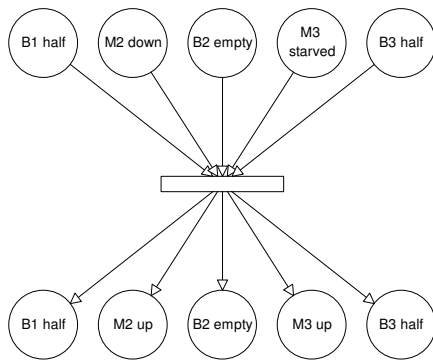 B1 half
M2 down
B2 empty
M3
starved
B3 half
B1 half
M2 up
B2 empty
M3 up
B3 half